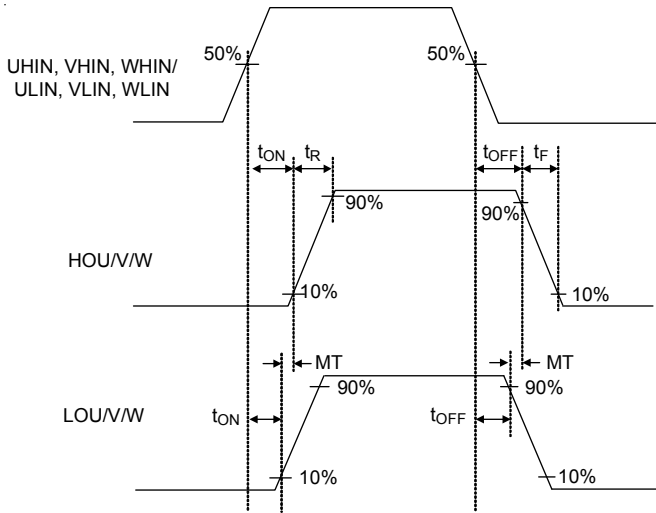 UHIN, VHIN, WHIN/
ULIN, VLIN, WLIN
50%
50%
tON
tR
tOFF
tF
HOU/V/W
90%
90%
10%
10%
MT
MT
LOU/V/W
tON
90%
tOFF
90%
10%
10%